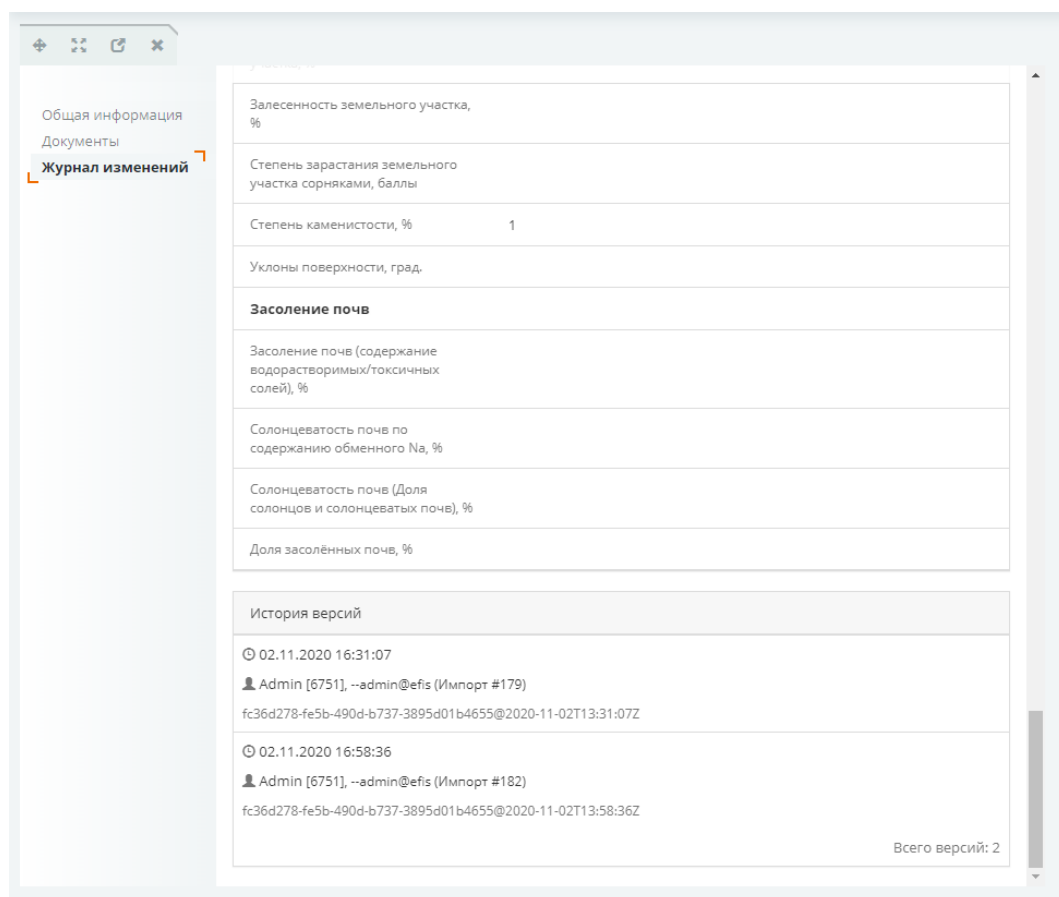 Общая информация
Документы
Журнал изменений
Залесенность земельного участка,
%
Степень зарастания земельного
участка сорняками, баллы
Степень каменистости, % 1
Уклоны поверхности, град.
Засоление почв
Засоление почв (содержание
водорастворимых/токсичных
солей), %
Солонцеватость почв по
содержанию обменного Na, %
Солонцеватость почв (Доля
солонцов и солонцеватых почв), %
Доля засолённых почв, %
История версий
02.11.2020 16:31:07
Admin [6751], --admin@efis (Импорт #179)
fc36d278-fe5b-490d-b737-3895d01b4655@2020-11-02T13:31:07Z
02.11.2020 16:58:36
Admin [6751], --admin@efis (Импорт #182)
fc36d278-fe5b-490d-b737-3895d01b4655@2020-11-02T13:58:36Z
Всего версий: 2